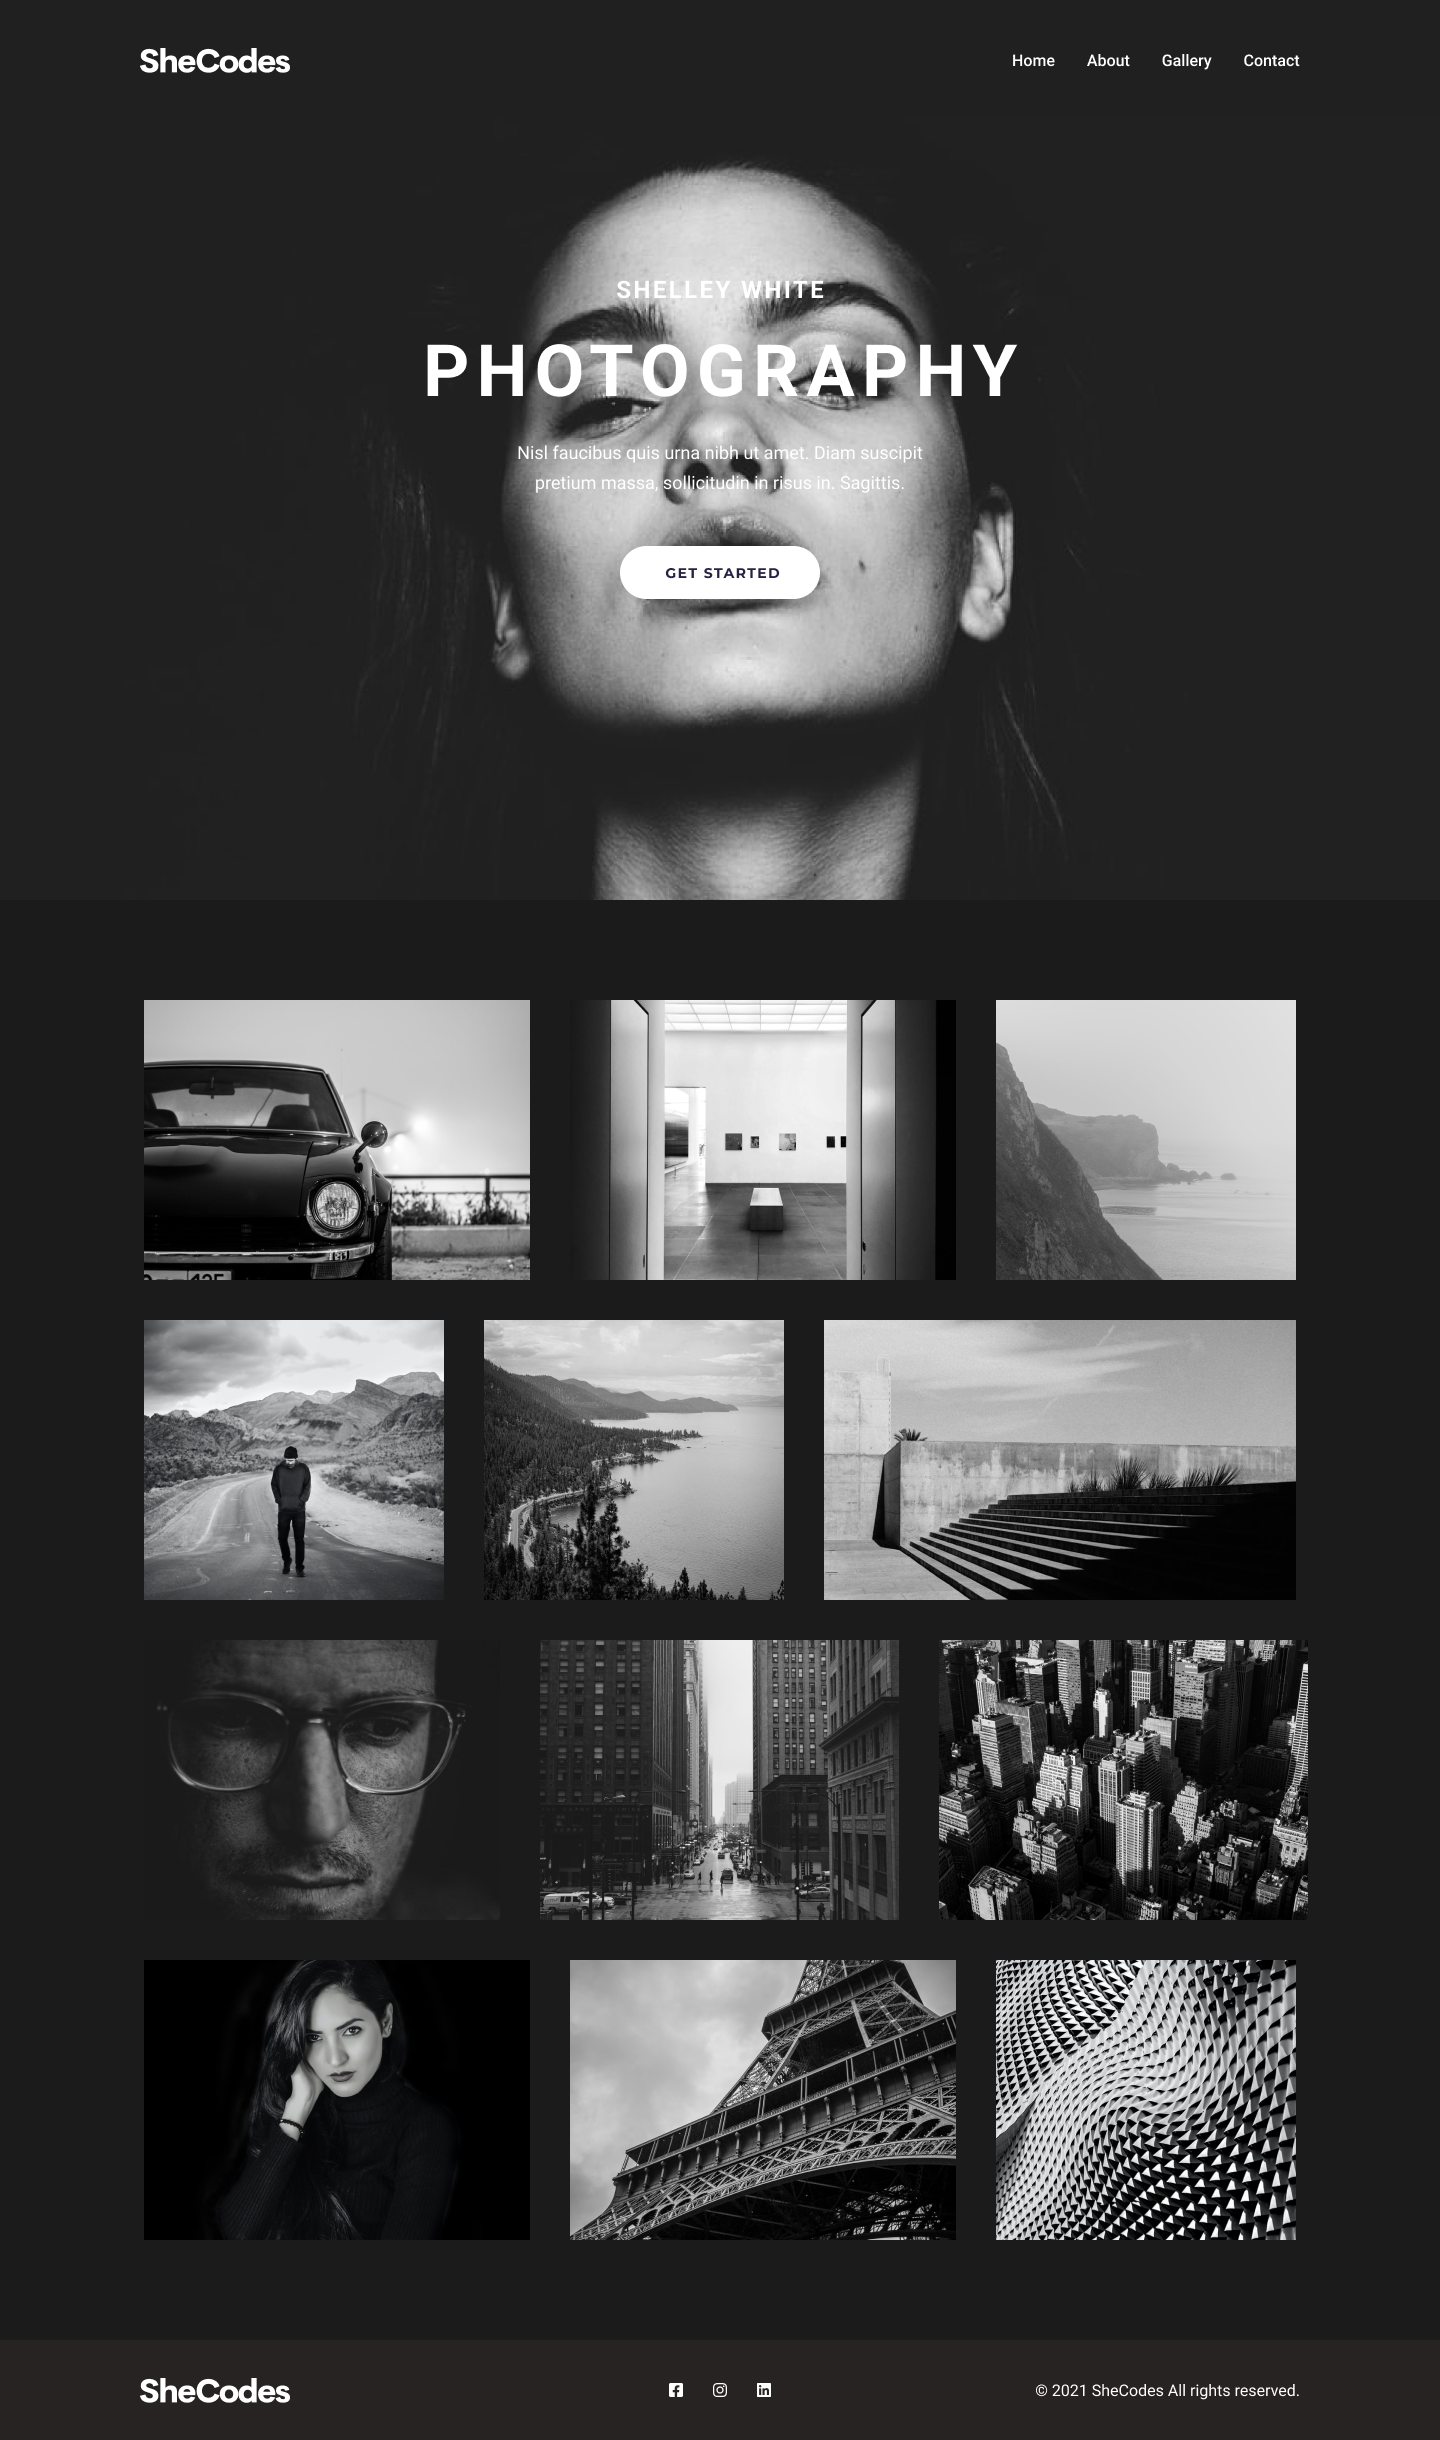 SheCodes
Home About Gallery Contact
SHELLEY WHITE
PHOTOGRAPHY
Nisl faucibus quis urna nibh ut amet. Diam suscipit
pretium massa, sollicitudin in risus in. Sagittis.
GET STARTED
SheCodes
© 2021 SheCodes All rights reserved.